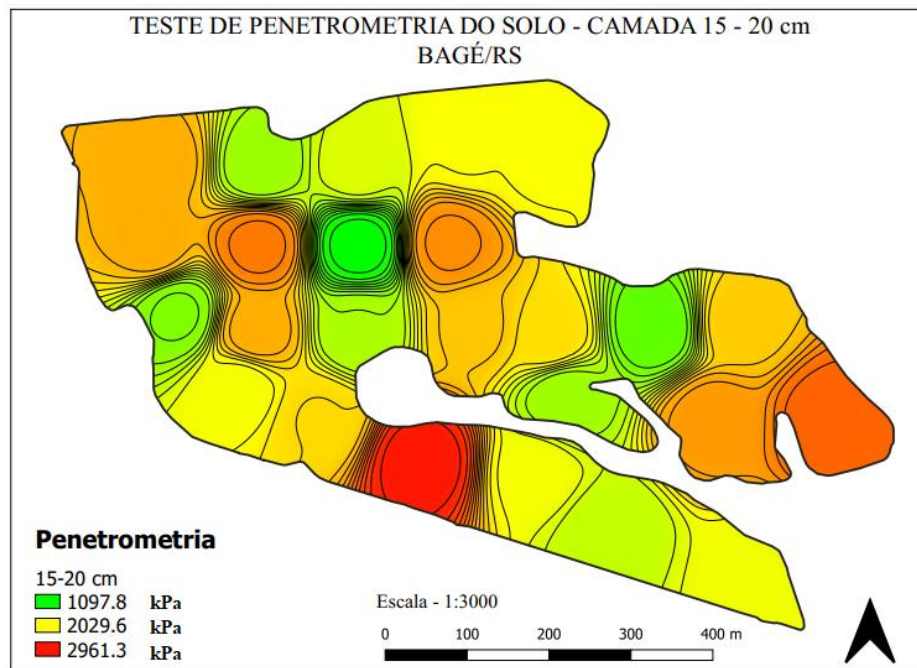 TESTE DE PENETROMETRIA DO SOLO - CAMADA 15 - 20 cm
BAGÉ/RS
Penetrometria
15-20 cm
1097.8 kPa
2029.6 kPa
2961.3 kPa
Escala - 1:3000
0 100 200 300 400 m